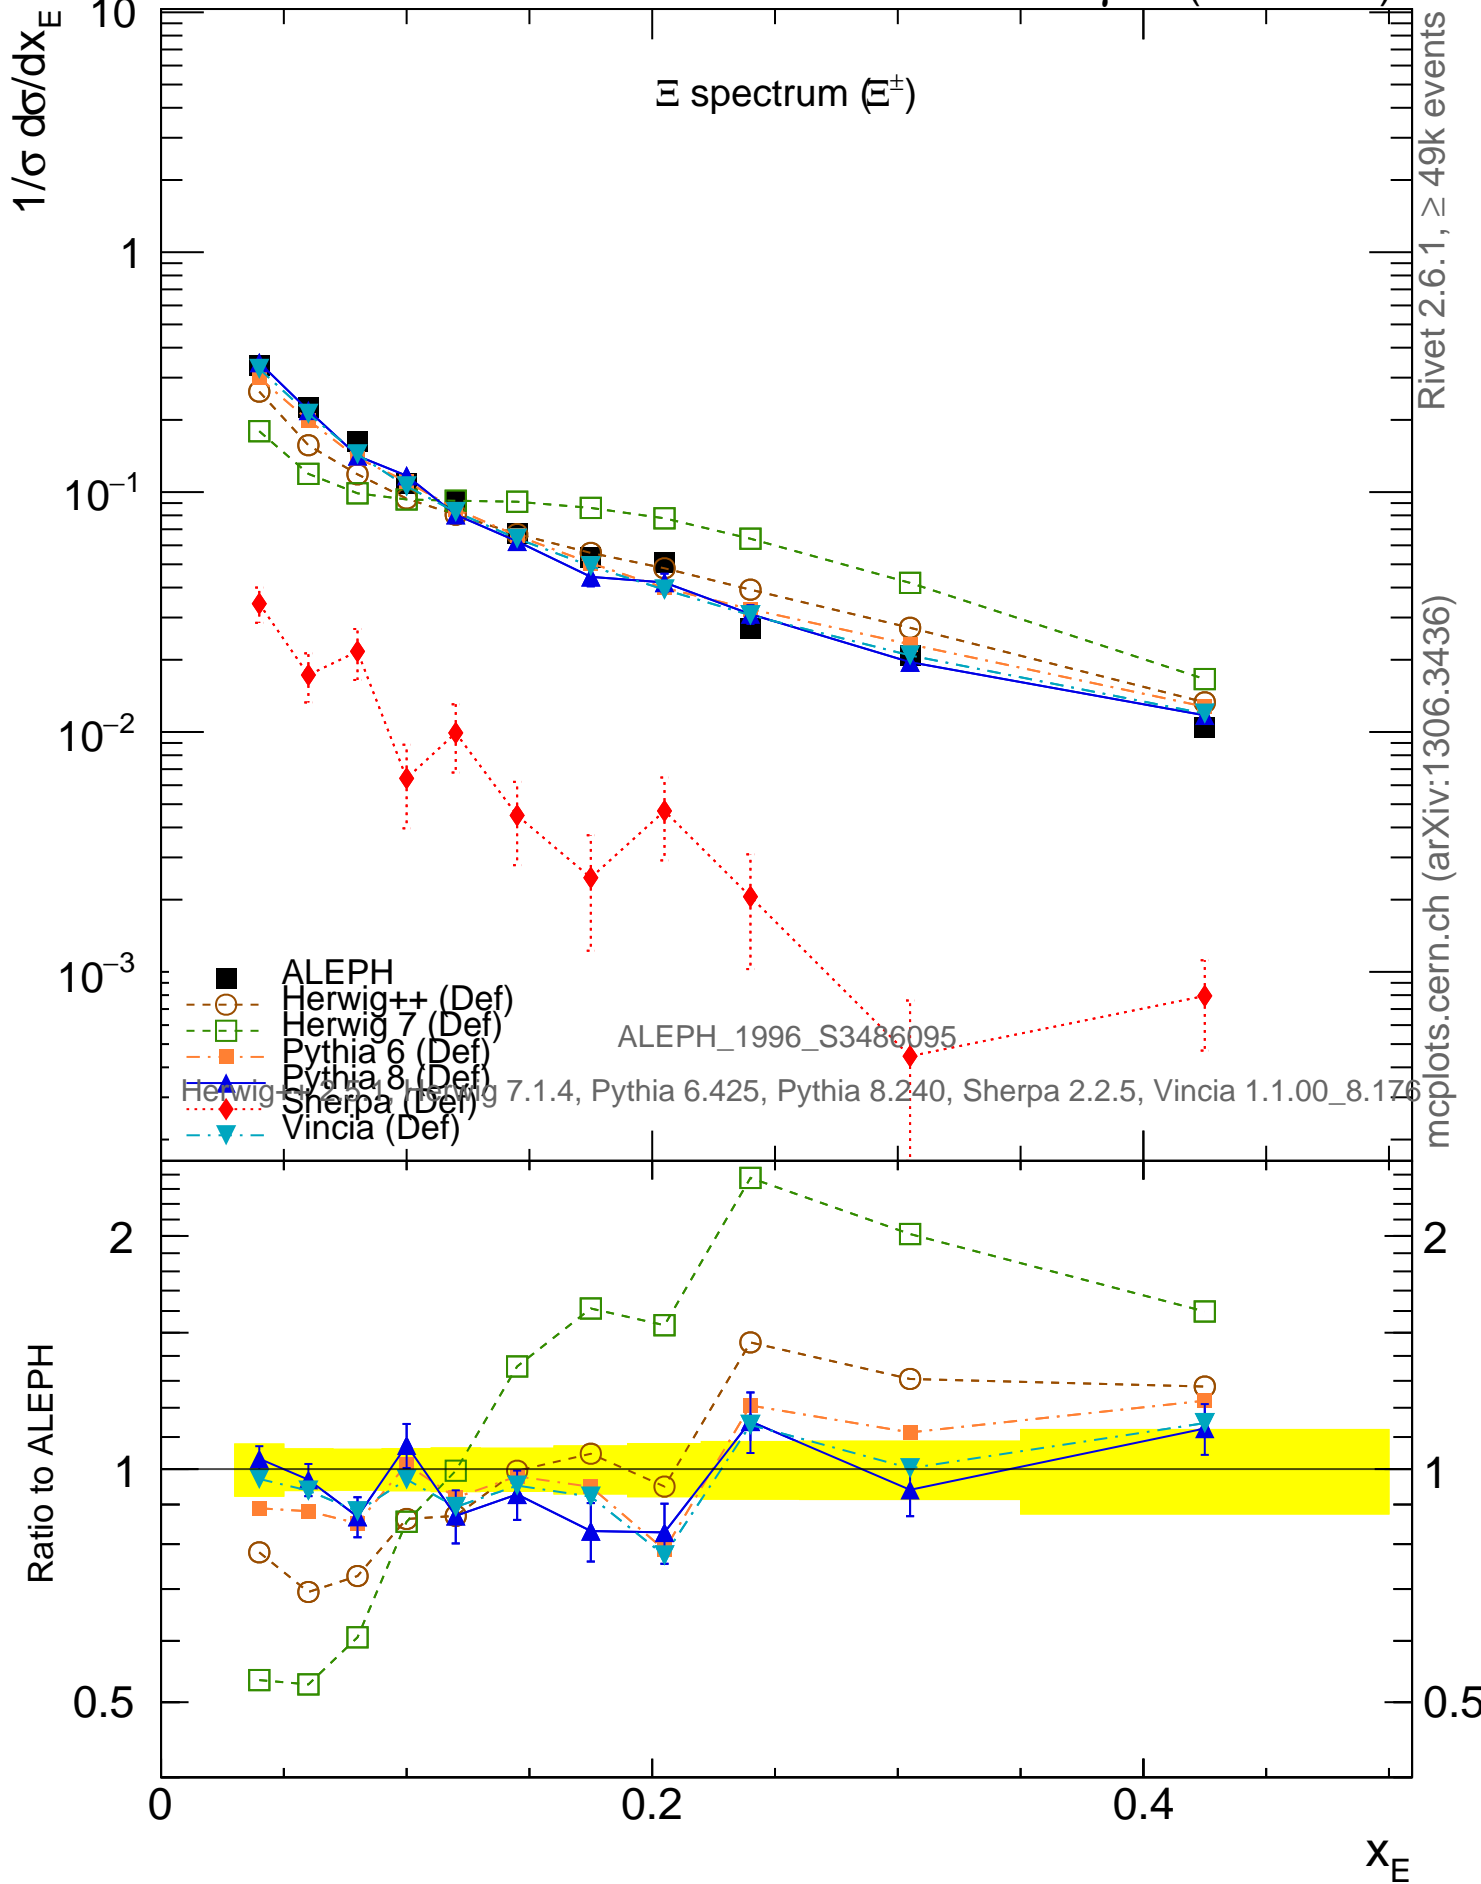 1/σ dσ/dx_E
10
1
10⁻¹
10⁻²
10⁻³
Ξ spectrum (Ξ±)
ALEPH
Herwig++ (Def)
Herwig 7 (Def)
Pythia 6 (Def)
Pythia 8 (Def)
Sherpa (Def)
Vincia (Def)
ALEPH_1996_S3486095
Herwig++ 2.5.1, Herwig 7.1.4, Pythia 6.425, Pythia 8.240, Sherpa 2.2.5, Vincia 1.1.00_8.176
Rivet 2.6.1, ≥ 49k events
mcplots.cern.ch (arXiv:1306.3436)
Ratio to ALEPH
2
1
0.5
2
1
0.5
0
0.2
0.4
x_E